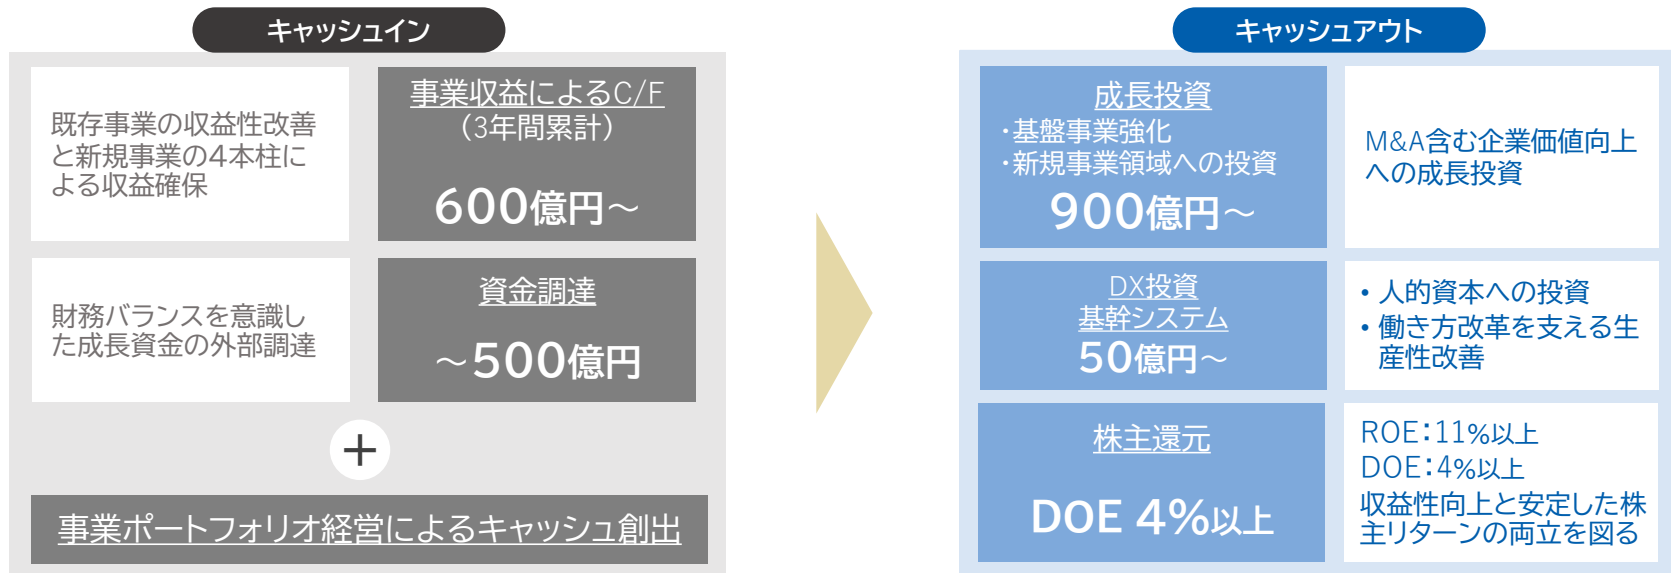 キャッシュイン
既存事業の収益性改善
と新規事業の4本柱に
よる収益確保
事業収益によるC/F
（3年間累計）
600億円～
財務バランスを意識し
た成長資金の外部調達
資金調達
～500億円
＋
事業ポートフォリオ経営によるキャッシュ創出
キャッシュアウト
成長投資
・基盤事業強化
・新規事業領域への投資
900億円～
M&A含む企業価値向上
への成長投資
DX投資
基幹システム
50億円～
• 人的資本への投資
• 働き方改革を支える生
産性改善
株主還元
DOE 4%以上
ROE：11%以上
DOE：4%以上
収益性向上と安定した株
主リターンの両立を図る